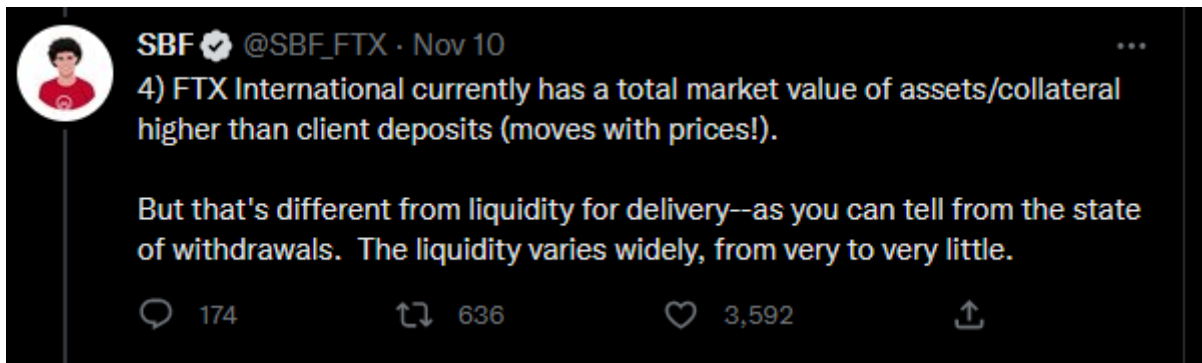 SBF @SBF_FTX · Nov 10
4) FTX International currently has a total market value of assets/collateral
higher than client deposits (moves with prices!).
But that's different from liquidity for delivery--as you can tell from the state
of withdrawals.  The liquidity varies widely, from very to very little.
174 636 3,592